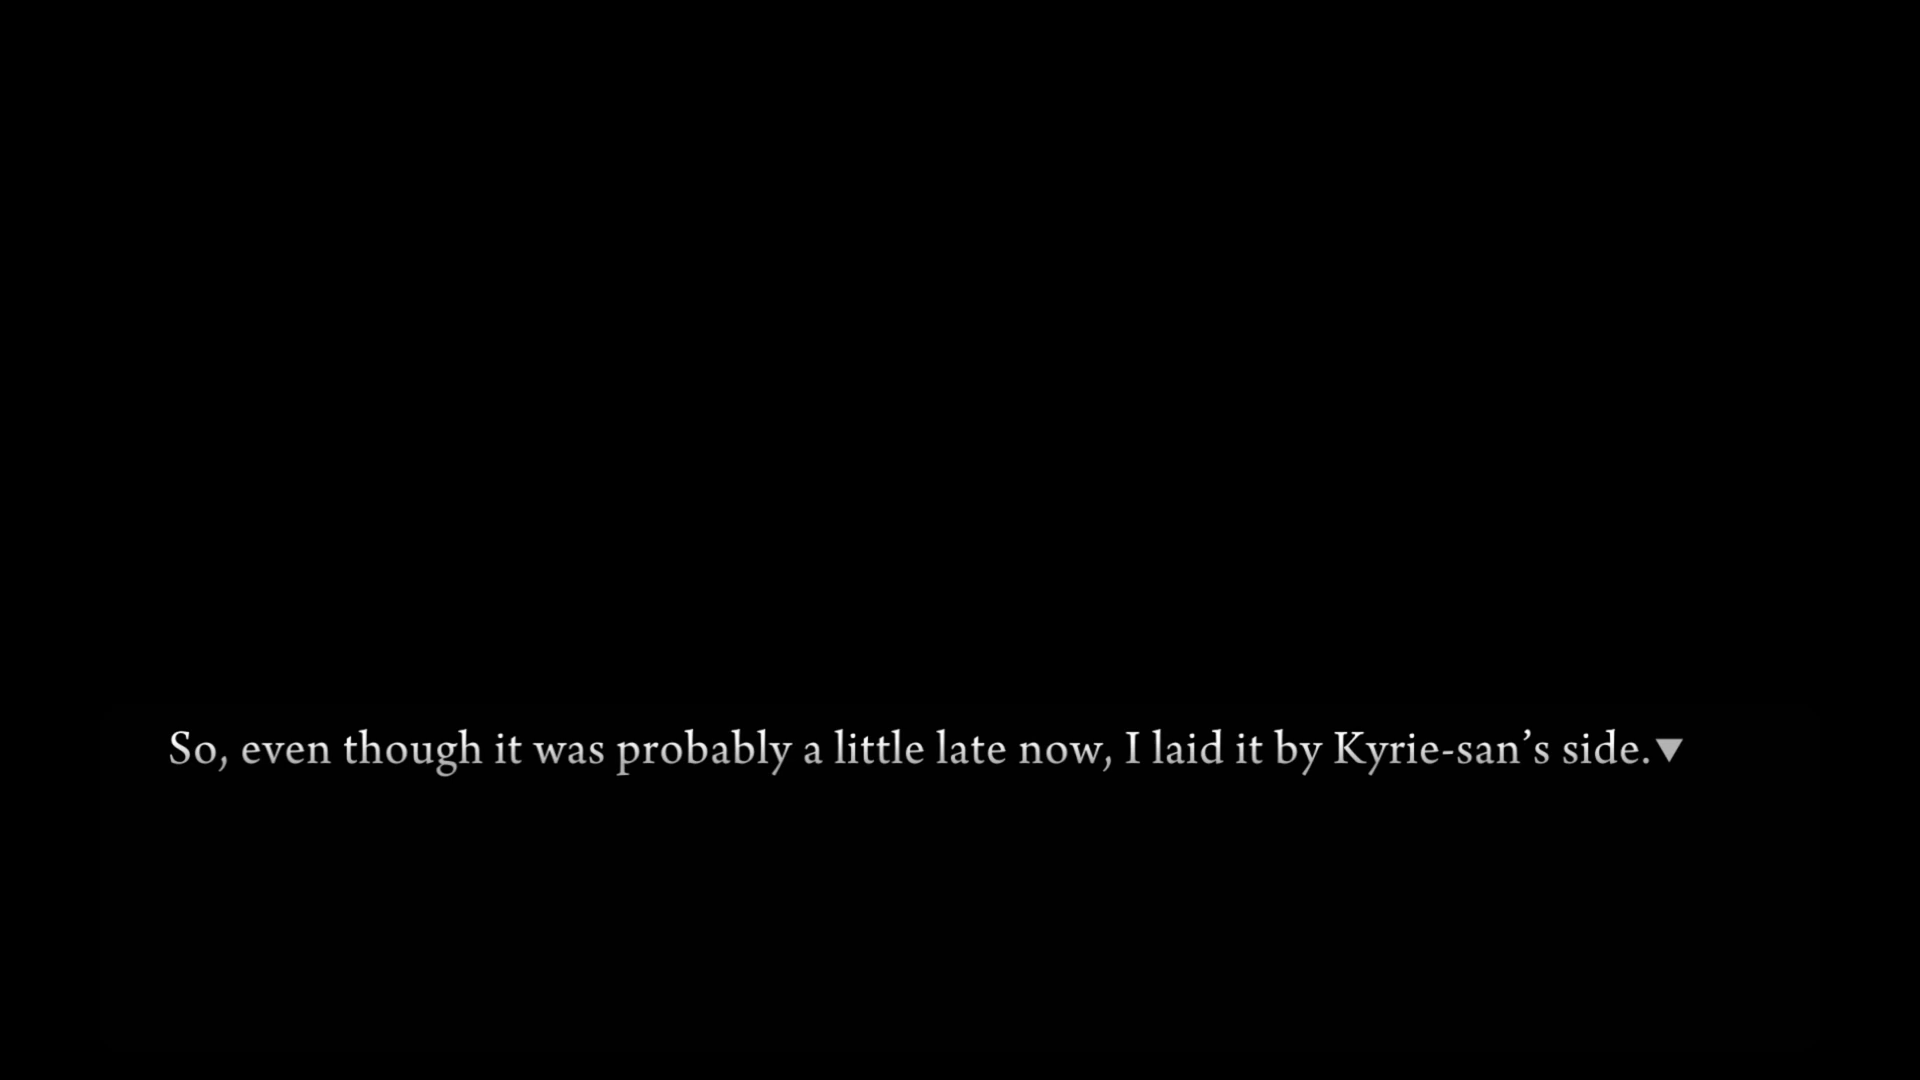 So, even though it was probably a little late now, I laid it by Kyrie-san’s side.▼